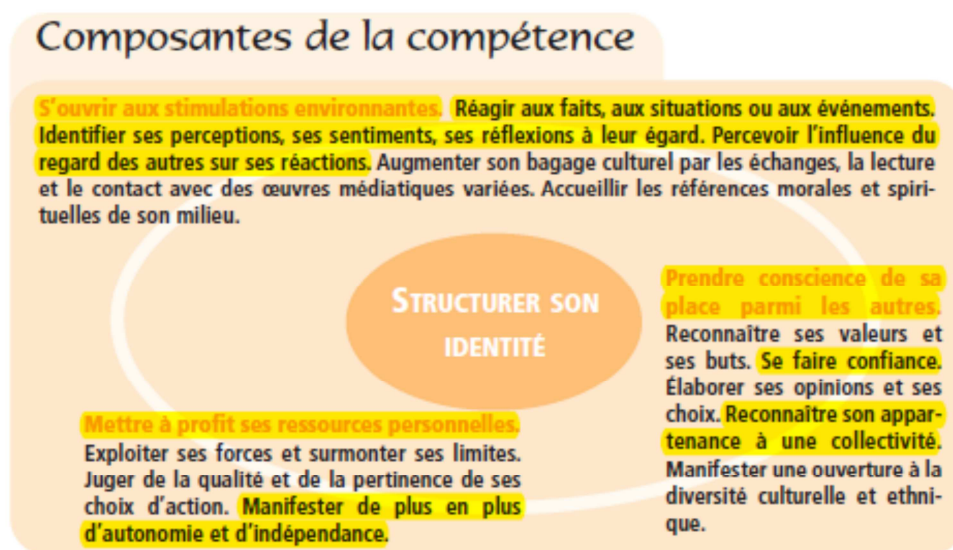 Composantes de la compétence
S'ouvrir aux stimulations environnantes. Réagir aux faits, aux situations ou aux événements.
Identifier ses perceptions, ses sentiments, ses réflexions à leur égard. Percevoir l'influence du
regard des autres sur ses réactions. Augmenter son bagage culturel par les échanges, la lecture
et le contact avec des œuvres médiatiques variées. Accueillir les références morales et spiri-
tuelles de son milieu.
STRUCTURER SON
IDENTITÉ
Prendre conscience de sa
place parmi les autres.
Reconnaître ses valeurs et
ses buts. Se faire confiance.
Élaborer ses opinions et ses
choix. Reconnaître son appar-
tenance à une collectivité.
Manifester une ouverture à la
diversité culturelle et ethni-
que.
Mettre à profit ses ressources personnelles.
Exploiter ses forces et surmonter ses limites.
Juger de la qualité et de la pertinence de ses
choix d'action. Manifester de plus en plus
d'autonomie et d'indépendance.